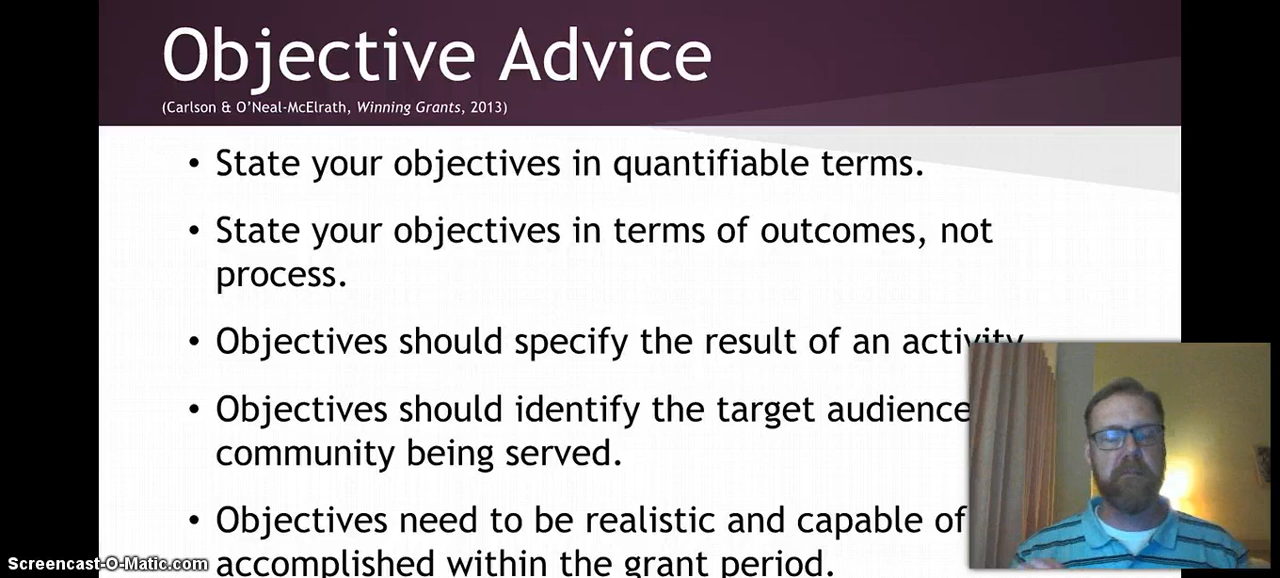 Objective Advice
(Carlson & O'Neal-McElrath, Winning Grants, 2013)
• State your objectives in quantifiable terms.
• State your objectives in terms of outcomes, not
process.
• Objectives should specify the result of an activity
• Objectives should identify the target audience
community being served.
• Objectives need to be realistic and capable of
accomplished within the grant period.
Screencast-O-Matic.com